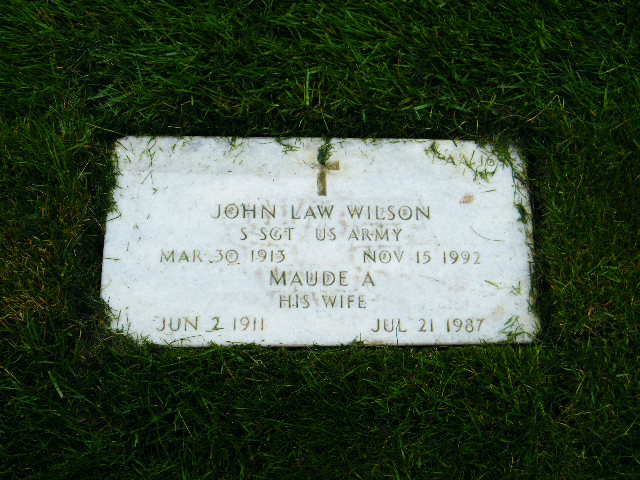 JOHN LAW WILSON
S SGT US ARMY
MAR 30 1913 NOV 15 1992
MAUDE A
HIS WIFE
JUN 2 1911 JUL 21 1987